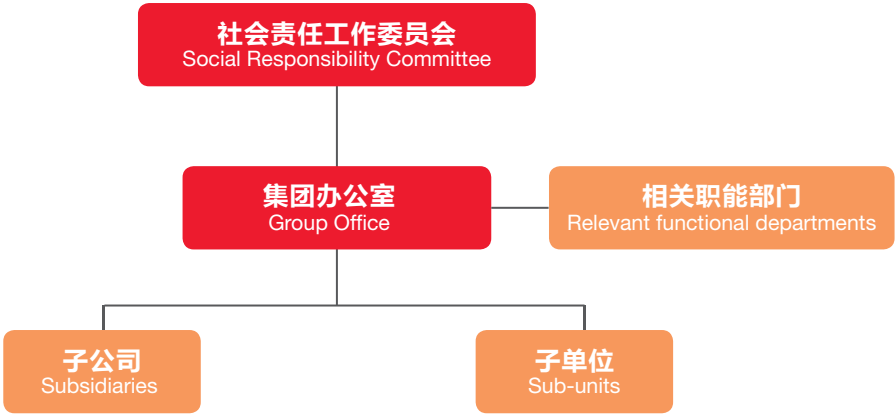 社会责任工作委员会
Social Responsibility Committee
集团办公室
Group Office
相关职能部门
Relevant functional departments
子公司
Subsidiaries
子单位
Sub-units